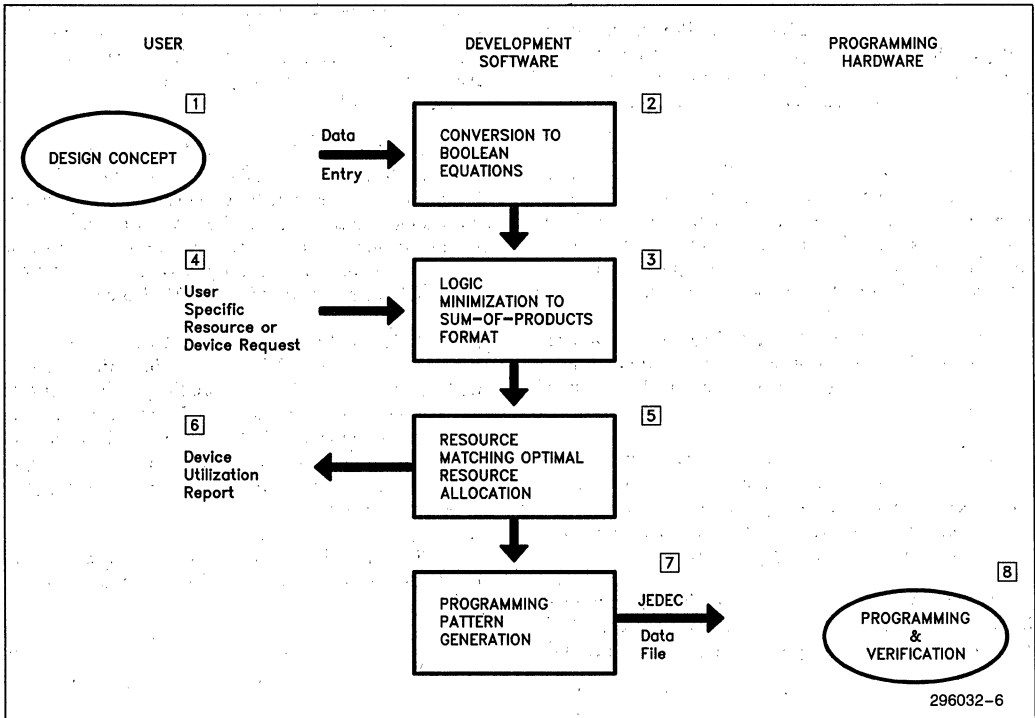 USER
DEVELOPMENT
SOFTWARE
PROGRAMMING
HARDWARE
1
DESIGN CONCEPT
Data
Entry
2
CONVERSION TO
BOOLEAN
EQUATIONS
4
User
Specific
Resource or
Device Request
3
LOGIC
MINIMIZATION TO
SUM-OF-PRODUCTS
FORMAT
6
Device
Utilization
Report
5
RESOURCE
MATCHING OPTIMAL
RESOURCE
ALLOCATION
PROGRAMMING
PATTERN
GENERATION
7
JEDEC
Data
File
8
PROGRAMMING
&
VERIFICATION
296032-6